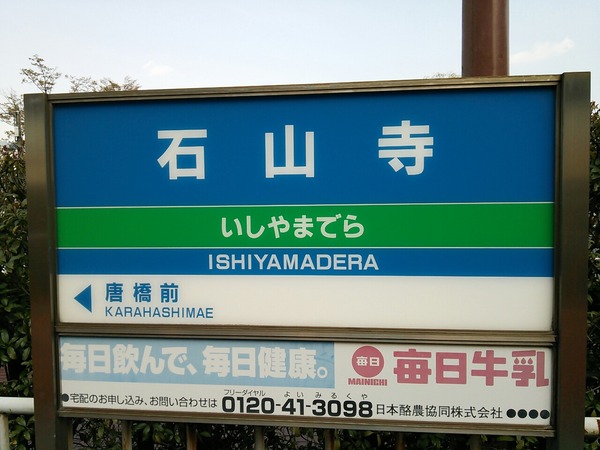 石山寺
いしやまでら
ISHIYAMADERA
唐橋前
KARAHASHIMAE
毎日飲んで、毎日健康。
毎日
MAINICHI
毎日牛乳
フリーダイヤル よいみるくや
●宅配のお申し込み、お問い合わせは 0120-41-3098 日本酪農協同株式会社 ●●●●